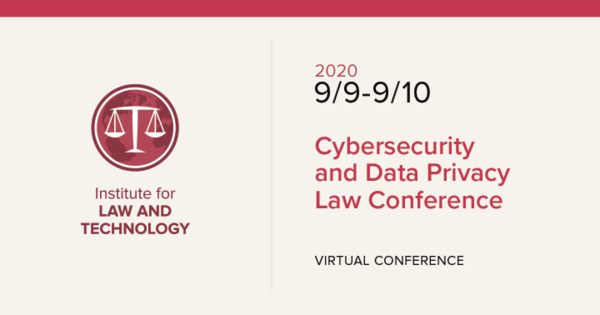 Institute for
LAW AND
TECHNOLOGY
2020
9/9-9/10
Cybersecurity
and Data Privacy
Law Conference
VIRTUAL CONFERENCE